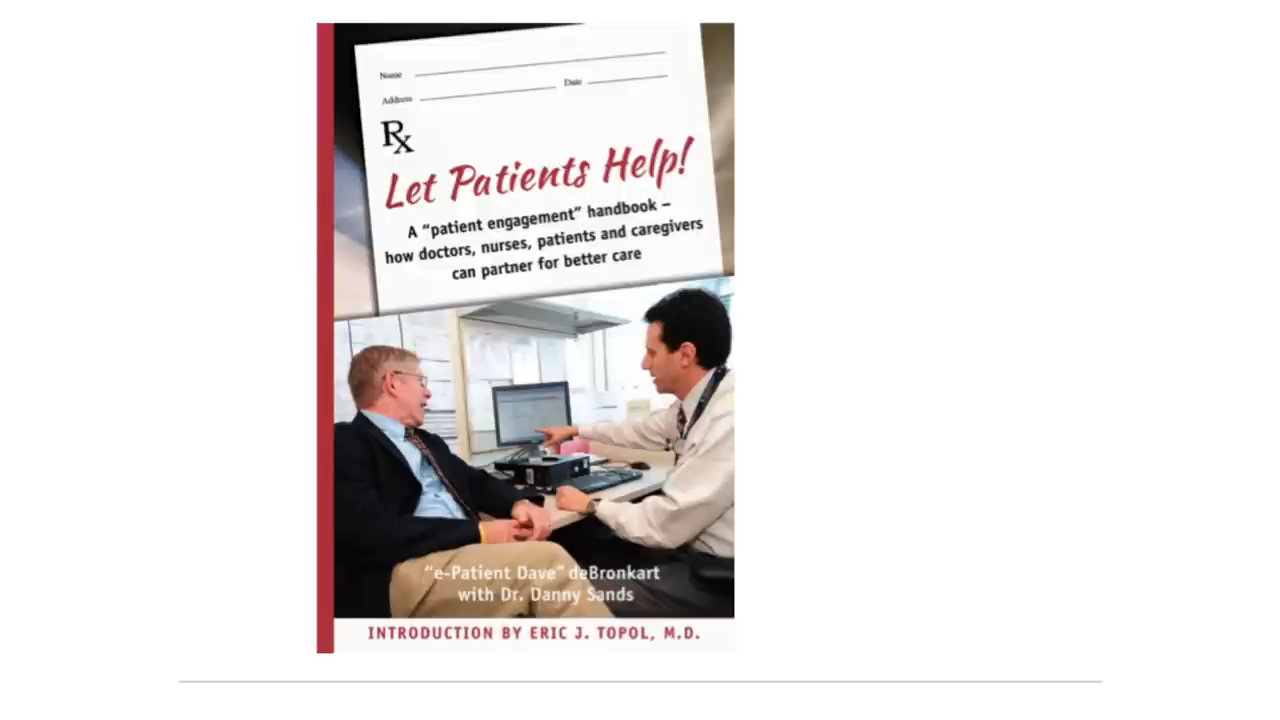 Name
Address Date
Rx
Let Patients Help!
A “patient engagement” handbook –
how doctors, nurses, patients and caregivers
can partner for better care
“e-Patient Dave” deBronkart
with Dr. Danny Sands
INTRODUCTION BY ERIC J. TOPOL, M.D.